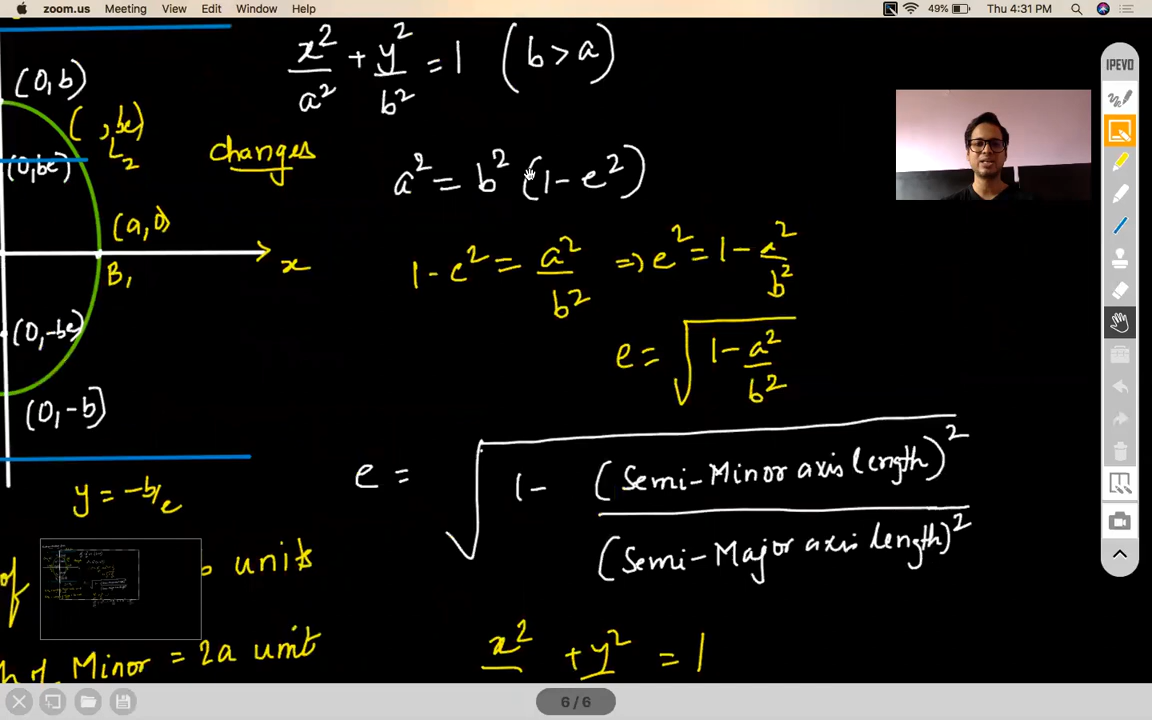 zoom.us Meeting View Edit Window Help
49% Thu 4:31 PM
IPEVO
x²/a² + y²/b² = 1 (b > a)
(0, b)
( , be)
L₂
(0, be)
changes
a² = b² (1 - e²)
(a, 0)
1 - e² = a²/b² ⇒ e² = 1 - a²/b²
x
B₁
(0, -be)
e = √(1 - a²/b²)
(0, -b)
e = √(1 - (Semi-Minor axis length)²/(Semi-Major axis length)²)
y = -b/e
of units
Minor = 2a unit
x² + y² = 1
6 / 6